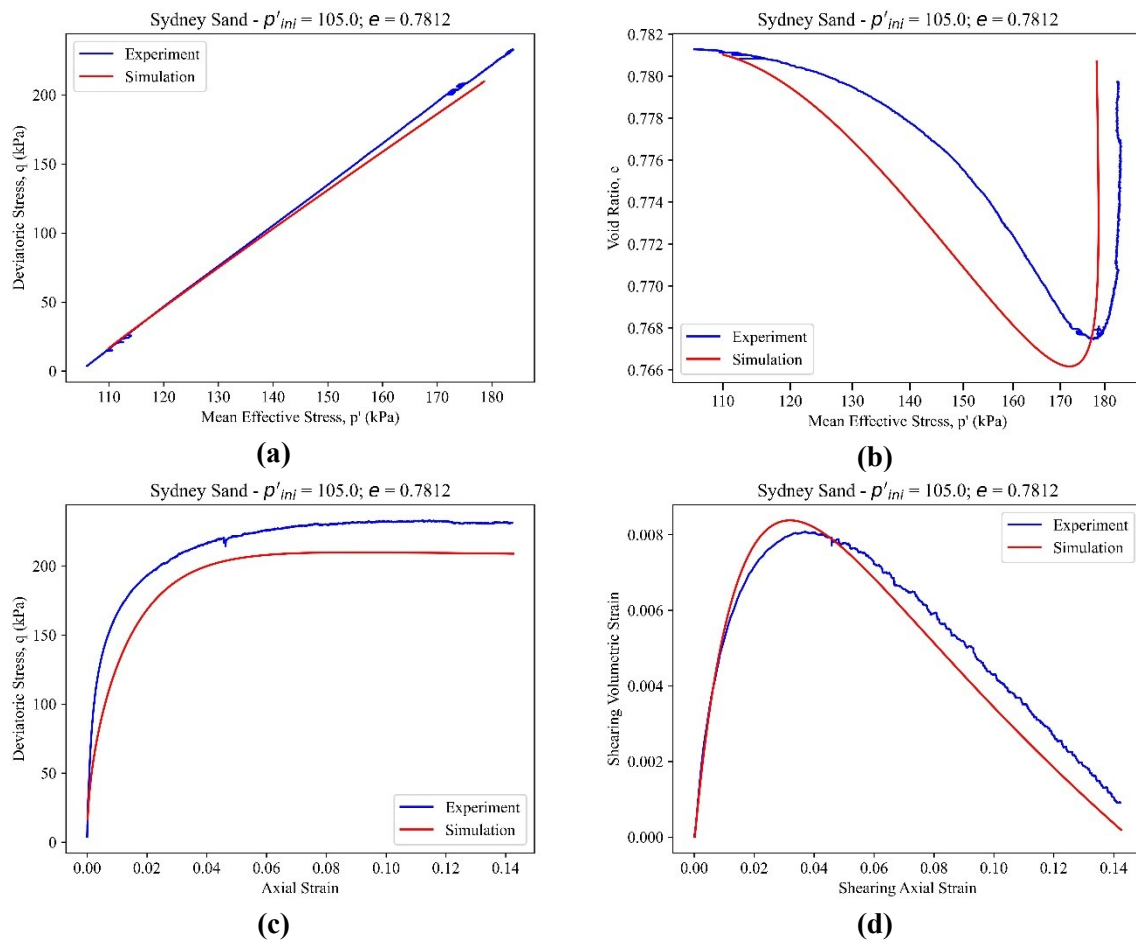 Sydney Sand - p'ini = 105.0; e = 0.7812
Deviatoric Stress, q (kPa)
200
150
100
50
0
Experiment
Simulation
110 120 130 140 150 160 170 180
Mean Effective Stress, p' (kPa)
(a)
Sydney Sand - p'ini = 105.0; e = 0.7812
Void Ratio, e
0.782
0.780
0.778
0.776
0.774
0.772
0.770
0.768
0.766
Experiment
Simulation
110 120 130 140 150 160 170 180
Mean Effective Stress, p' (kPa)
(b)
Sydney Sand - p'ini = 105.0; e = 0.7812
Deviatoric Stress, q (kPa)
200
150
100
50
0
Experiment
Simulation
0.00 0.02 0.04 0.06 0.08 0.10 0.12 0.14
Axial Strain
(c)
Sydney Sand - p'ini = 105.0; e = 0.7812
Shearing Volumetric Strain
0.008
0.006
0.004
0.002
0.000
Experiment
Simulation
0.00 0.02 0.04 0.06 0.08 0.10 0.12 0.14
Shearing Axial Strain
(d)